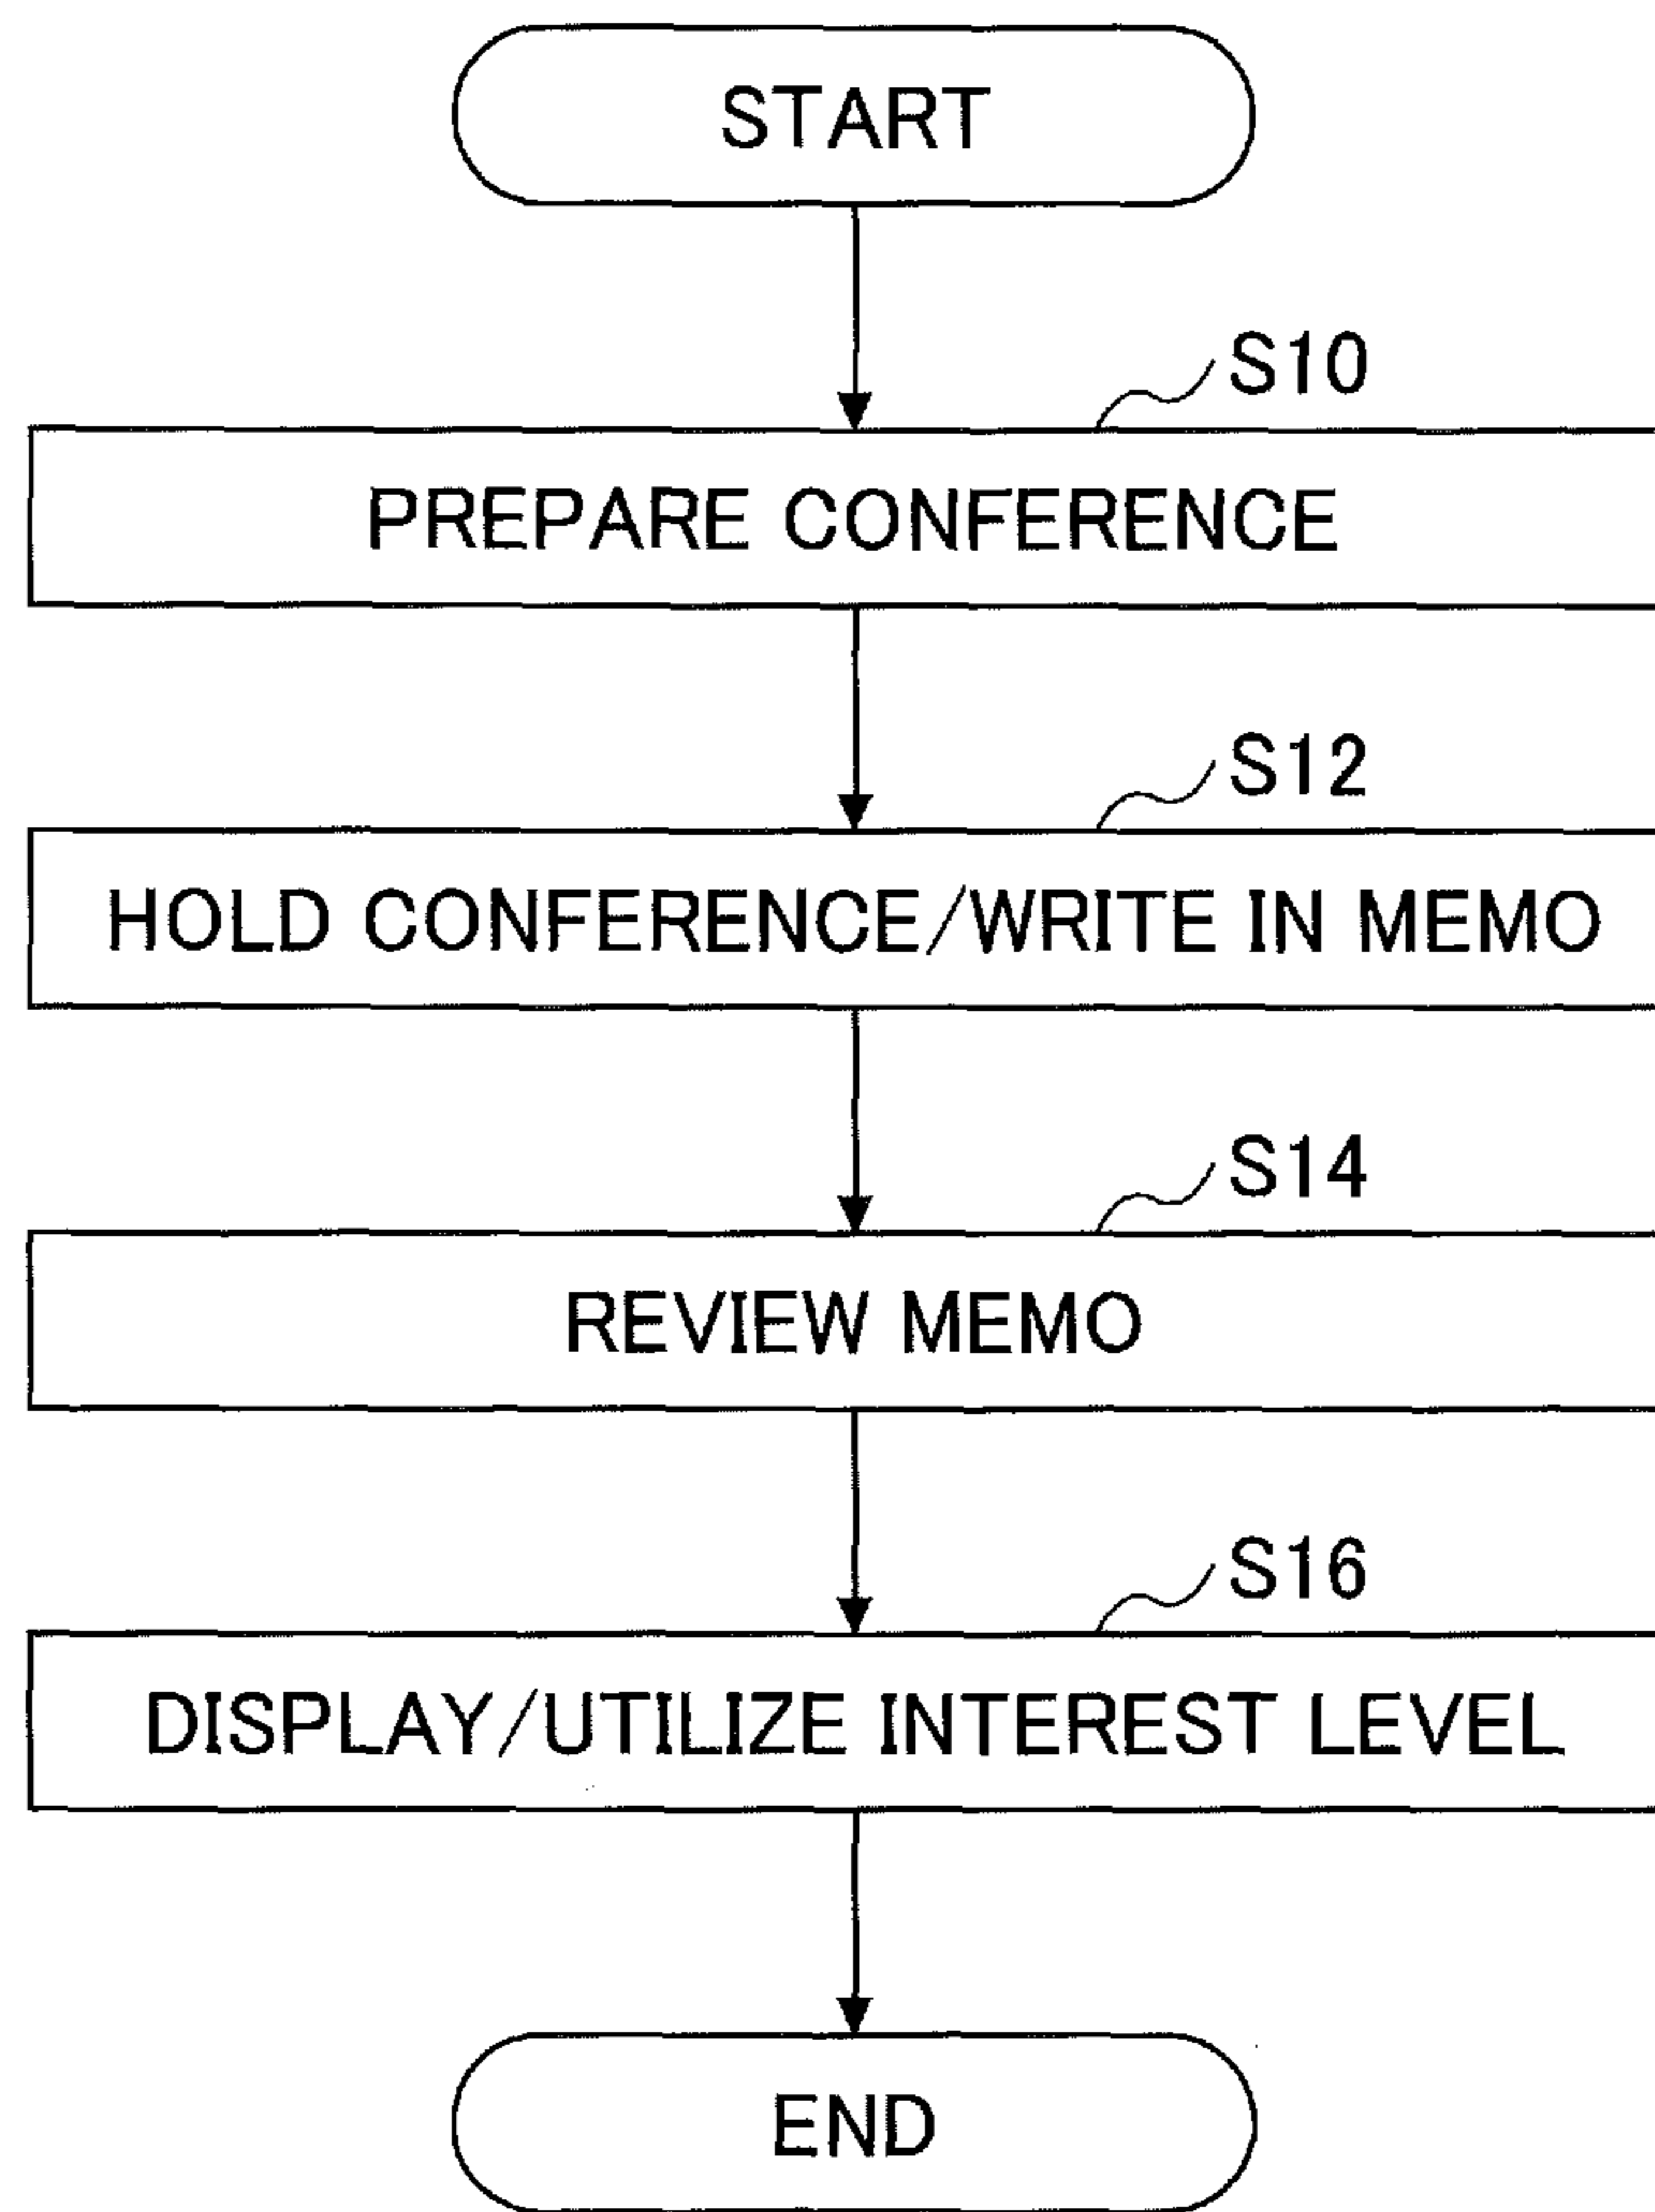 START
S10
PREPARE CONFERENCE
S12
HOLD CONFERENCE/WRITE IN MEMO
S14
REVIEW MEMO
S16
DISPLAY/UTILIZE INTEREST LEVEL
END